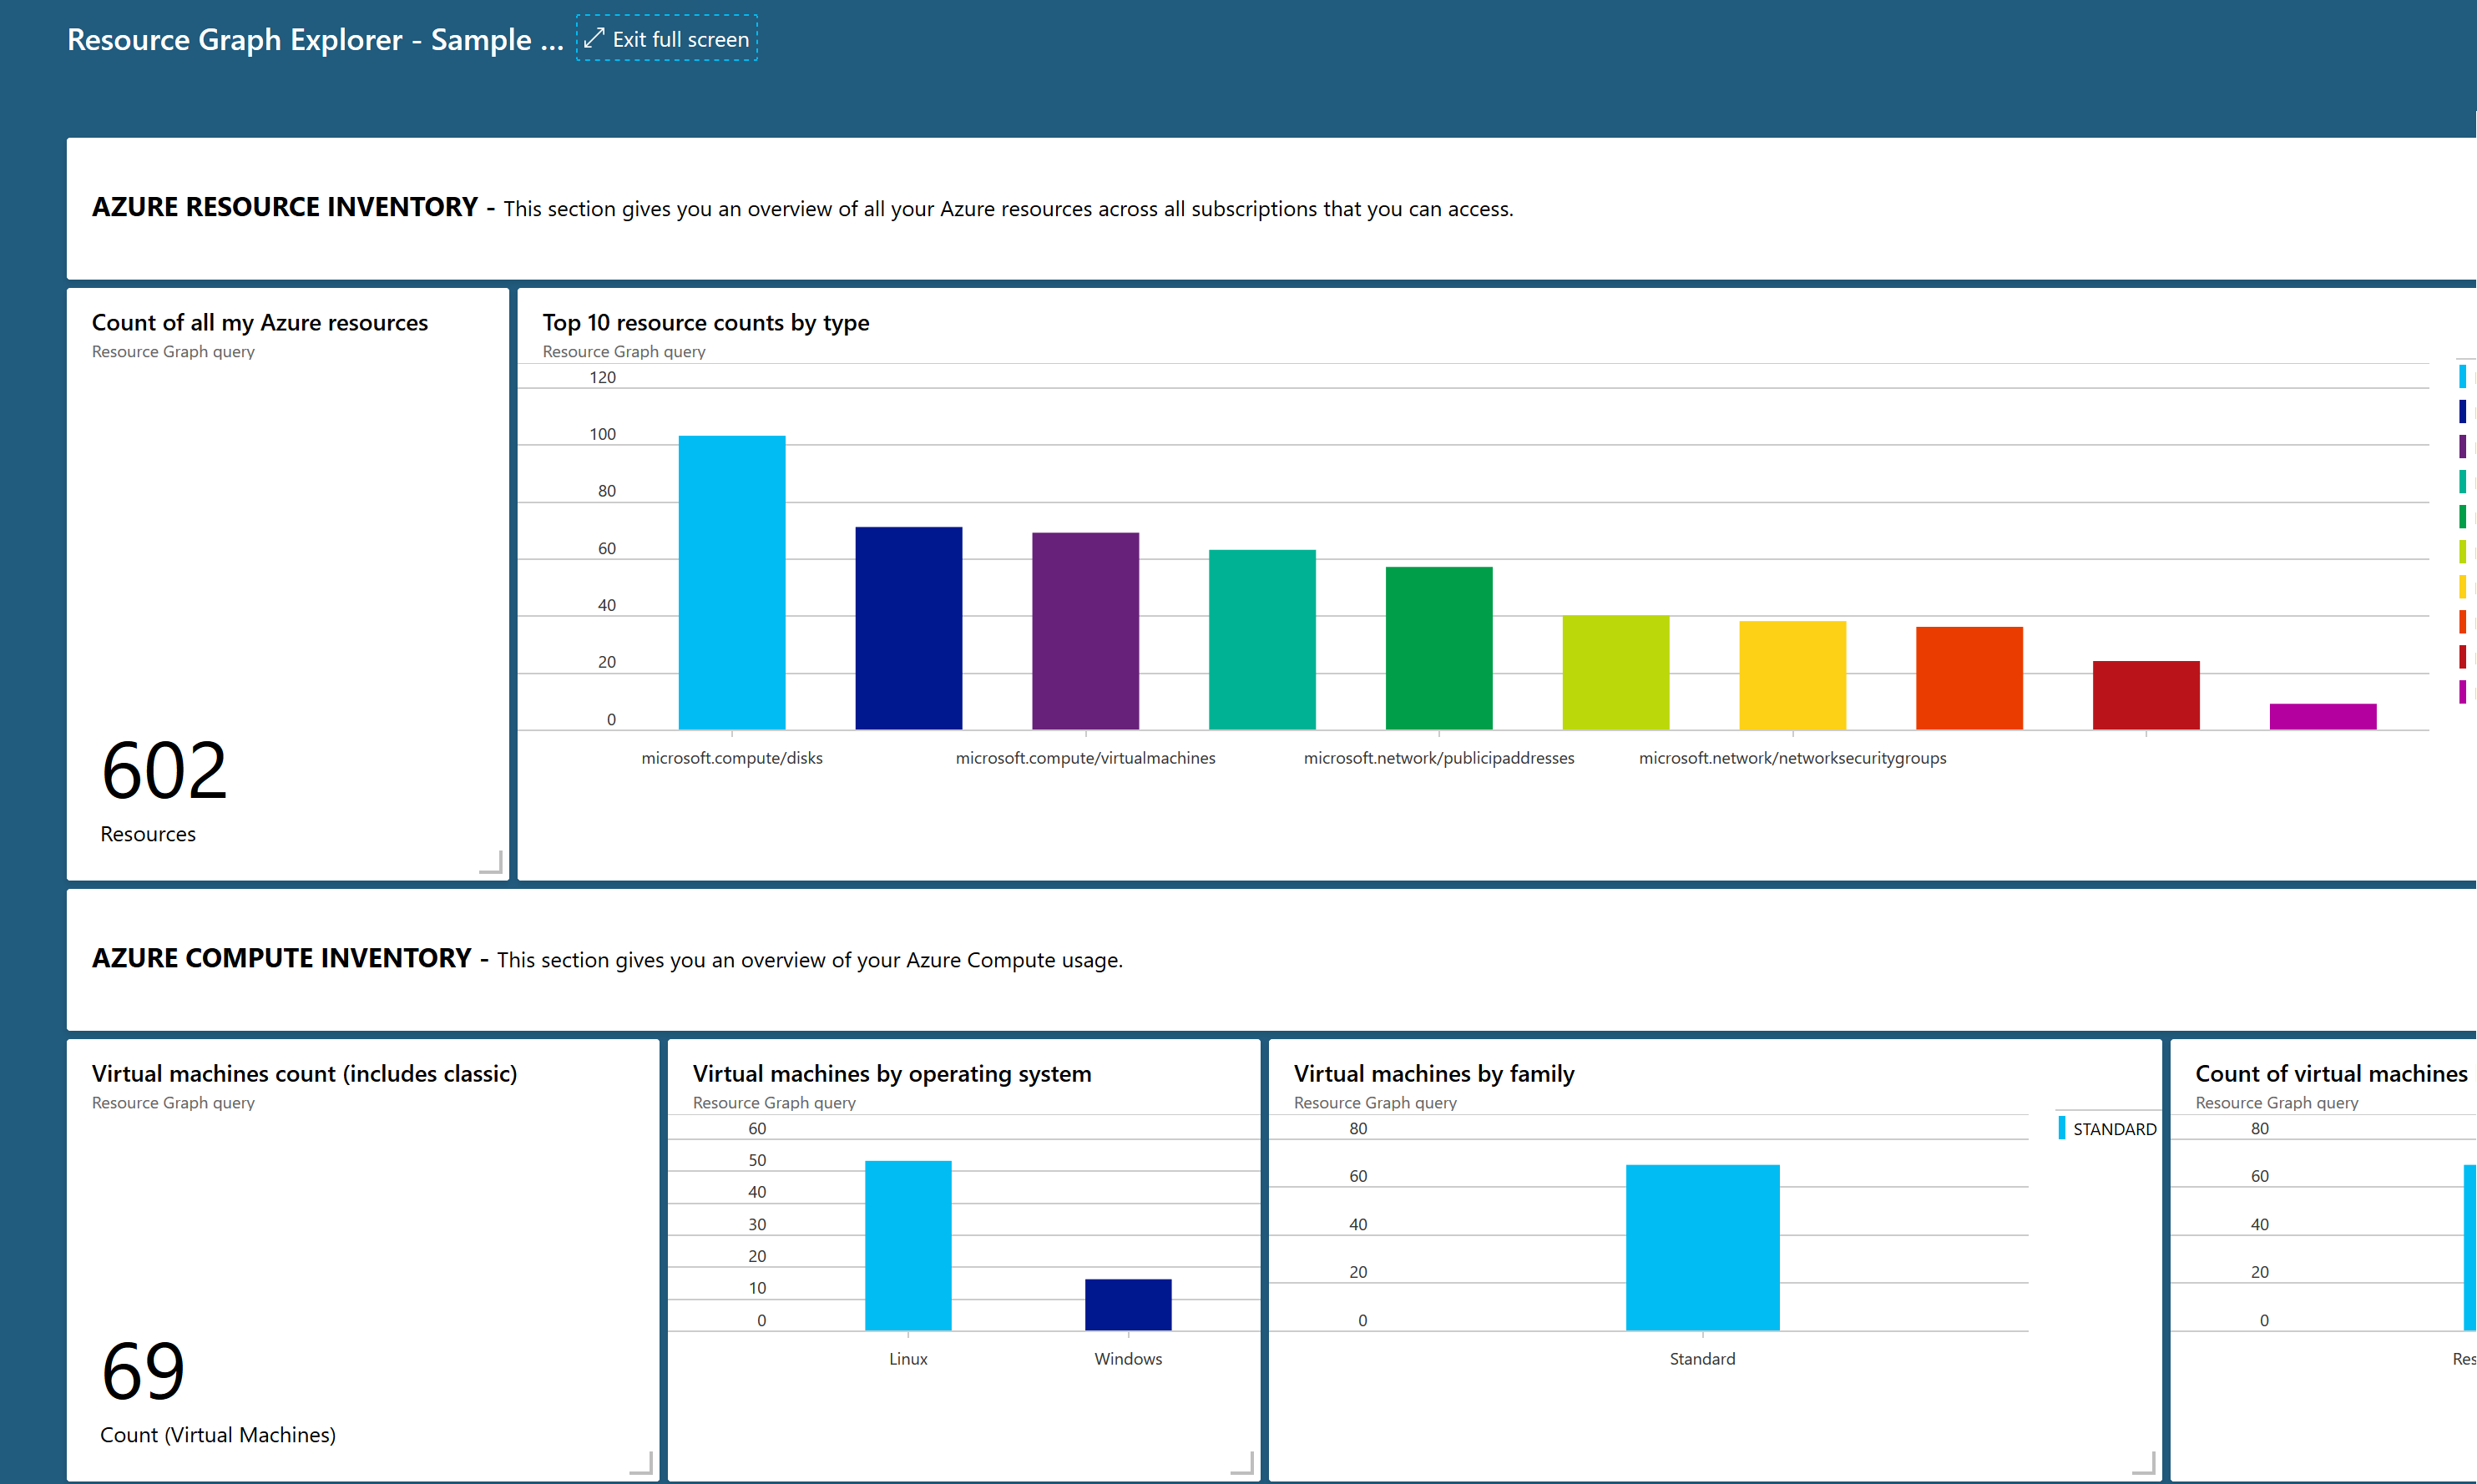 Resource Graph Explorer - Sample ...
Exit full screen
AZURE RESOURCE INVENTORY - This section gives you an overview of all your Azure resources across all subscriptions that you can access.
Count of all my Azure resources
Resource Graph query
602
Resources
Top 10 resource counts by type
Resource Graph query
120
100
80
60
40
20
0
microsoft.compute/disks
microsoft.compute/virtualmachines
microsoft.network/publicipaddresses
microsoft.network/networksecuritygroups
AZURE COMPUTE INVENTORY - This section gives you an overview of your Azure Compute usage.
Virtual machines count (includes classic)
Resource Graph query
69
Count (Virtual Machines)
Virtual machines by operating system
Resource Graph query
60
50
40
30
20
10
0
Linux
Windows
Virtual machines by family
Resource Graph query
80
60
40
20
0
Standard
STANDARD
Count of virtual machines
Resource Graph query
80
60
40
20
0